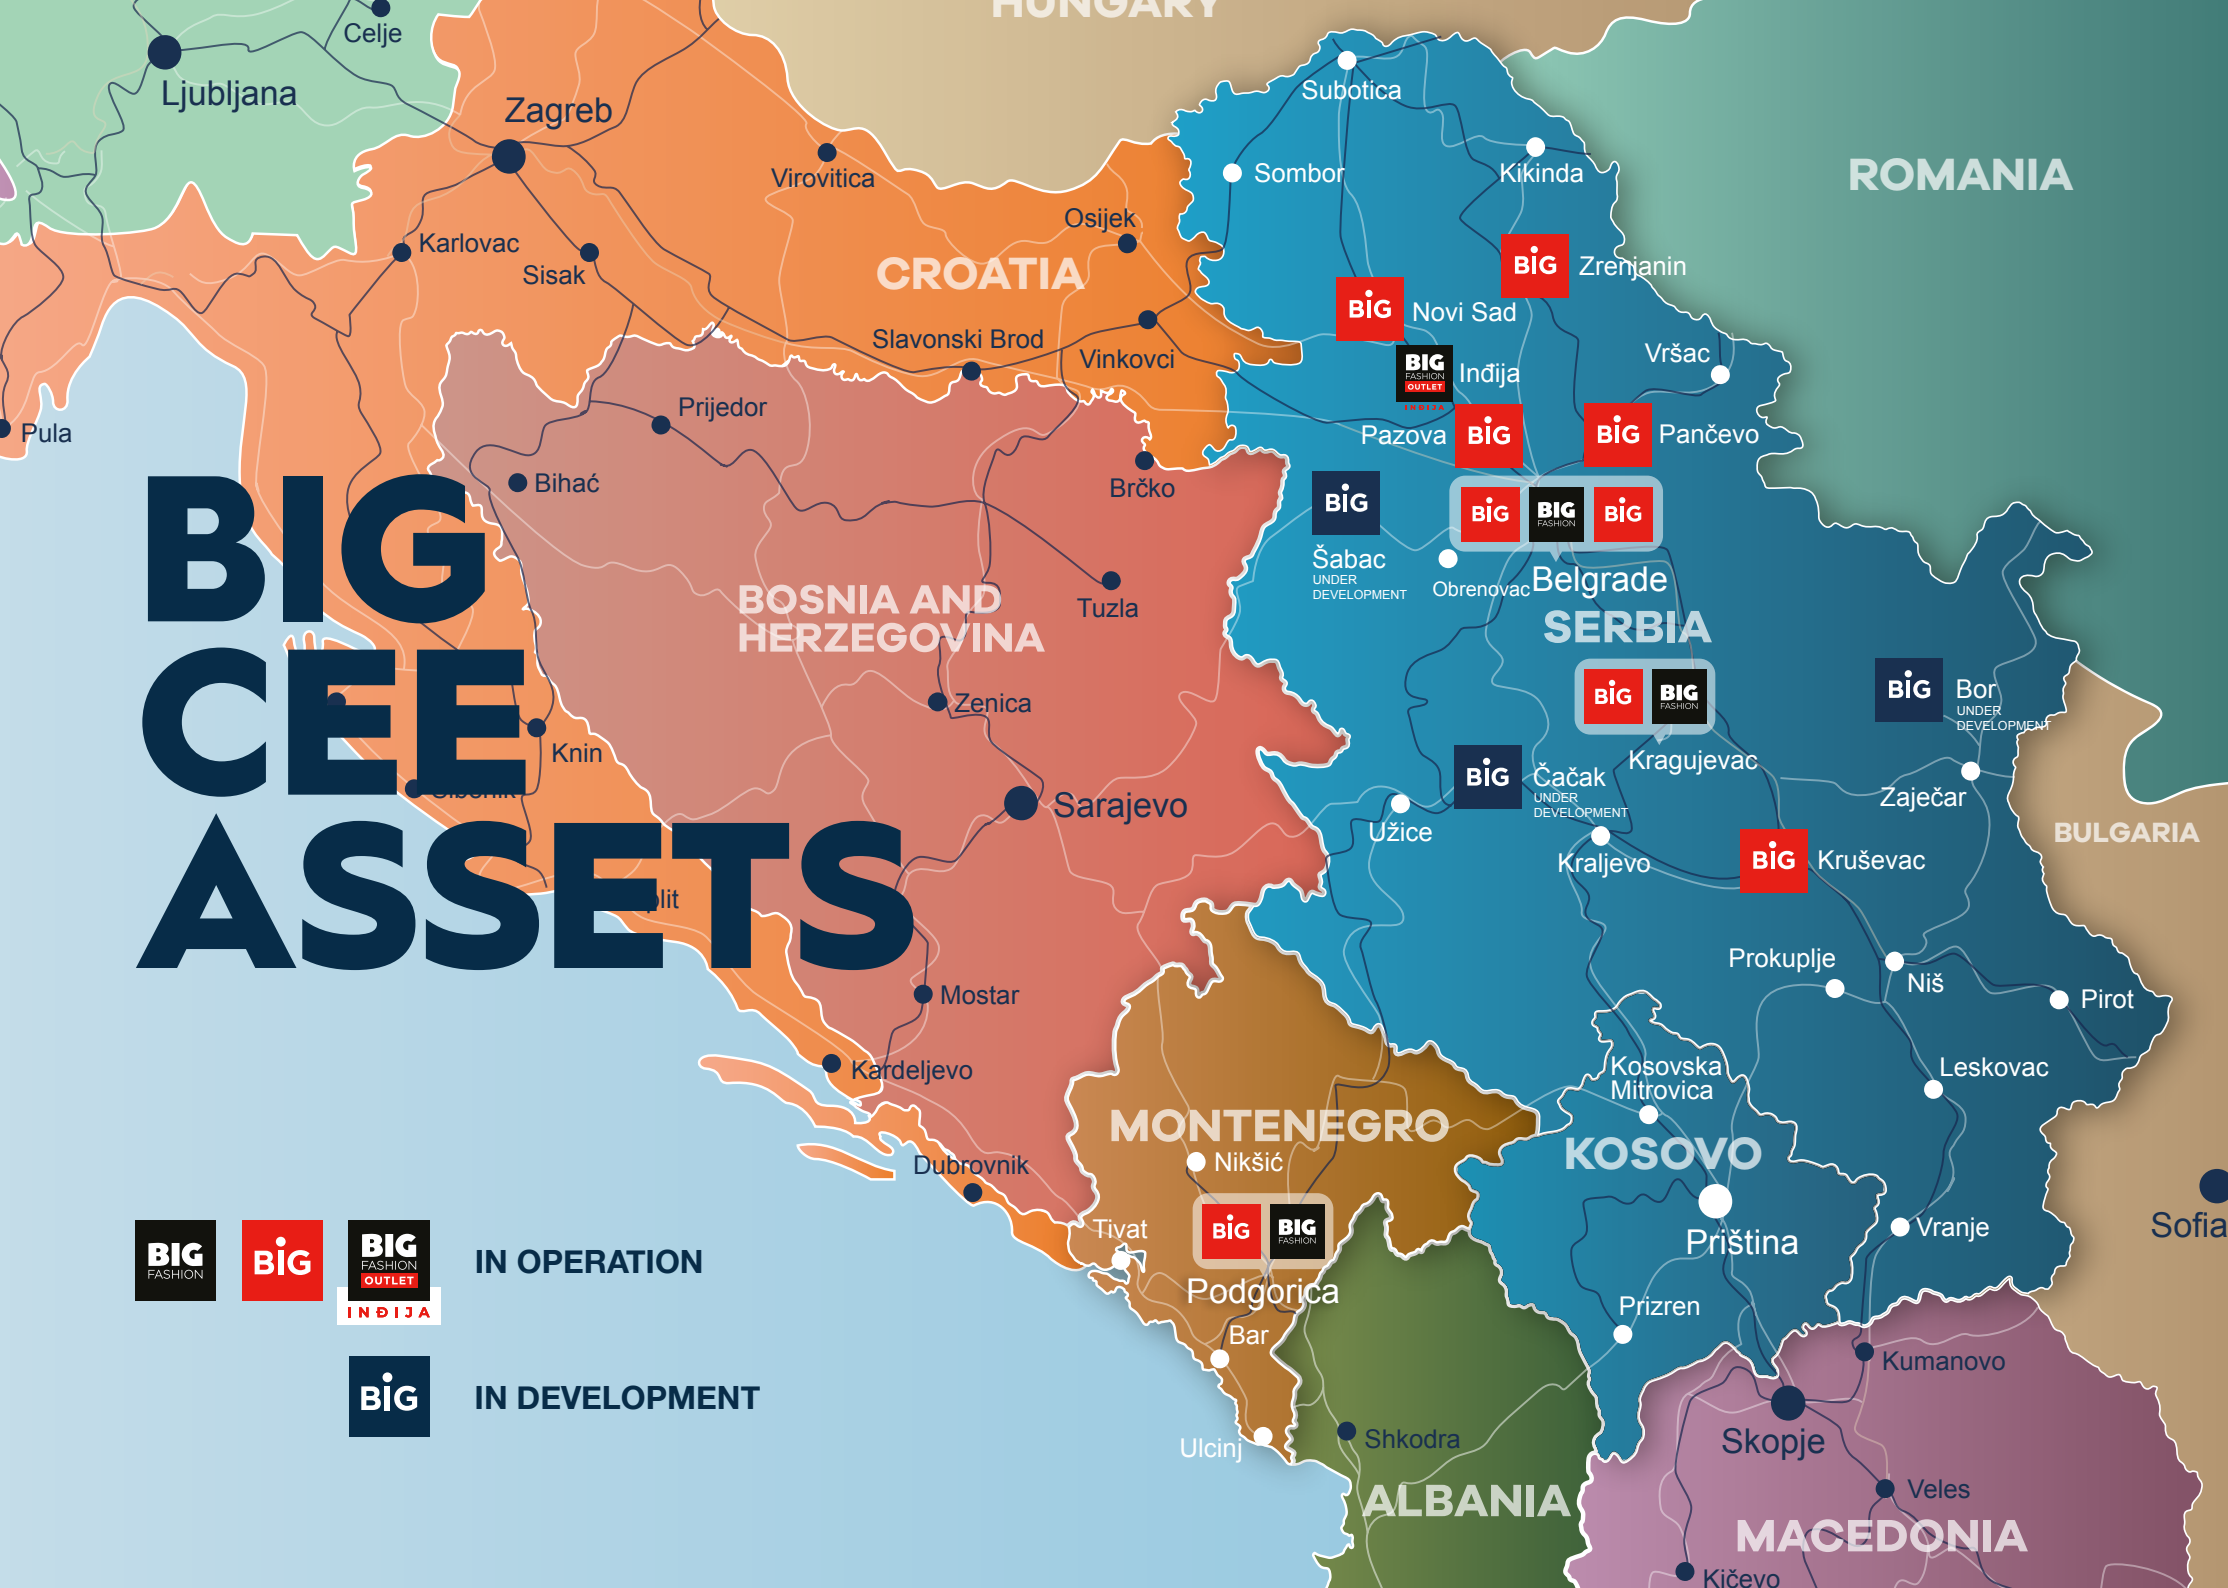 HUNGARY
Celje
Ljubljana
Zagreb
Subotica
Virovitica
Sombor
Kikinda
ROMANIA
Osijek
Karlovac
Sisak
CROATIA
BIG Zrenjanin
BIG Novi Sad
Slavonski Brod
Vinkovci
Vršac
BIG
FASHION
OUTLET
INĐIJA
Inđija
Prijedor
Pula
Pazova BIG
BIG Pančevo
Bihać
Brčko
BIG
Šabac
UNDER
DEVELOPMENT
BIG
BIG
FASHION
BIG
Obrenovac
Belgrade
BIG
CEE
ASSETS
BOSNIA AND
HERZEGOVINA
Tuzla
SERBIA
BIG
BIG
FASHION
Kragujevac
BIG Bor
UNDER
DEVELOPMENT
Zenica
Knin
BIG Čačak
UNDER
DEVELOPMENT
Zaječar
Sarajevo
Užice
Kraljevo
BIG Kruševac
BULGARIA
Prokuplje
Niš
Pirot
Mostar
Kardeljevo
Kosovska
Mitrovica
Leskovac
MONTENEGRO
KOSOVO
Nikšić
Dubrovnik
Tivat
BIG
BIG
FASHION
Podgorica
Priština
Vranje
Sofia
BIG
FASHION
BIG
BIG
FASHION
OUTLET
INĐIJA
IN OPERATION
Prizren
Bar
Kumanovo
BIG
IN DEVELOPMENT
Ulcinj
Shkodra
Skopje
ALBANIA
Veles
MACEDONIA
Kičevo